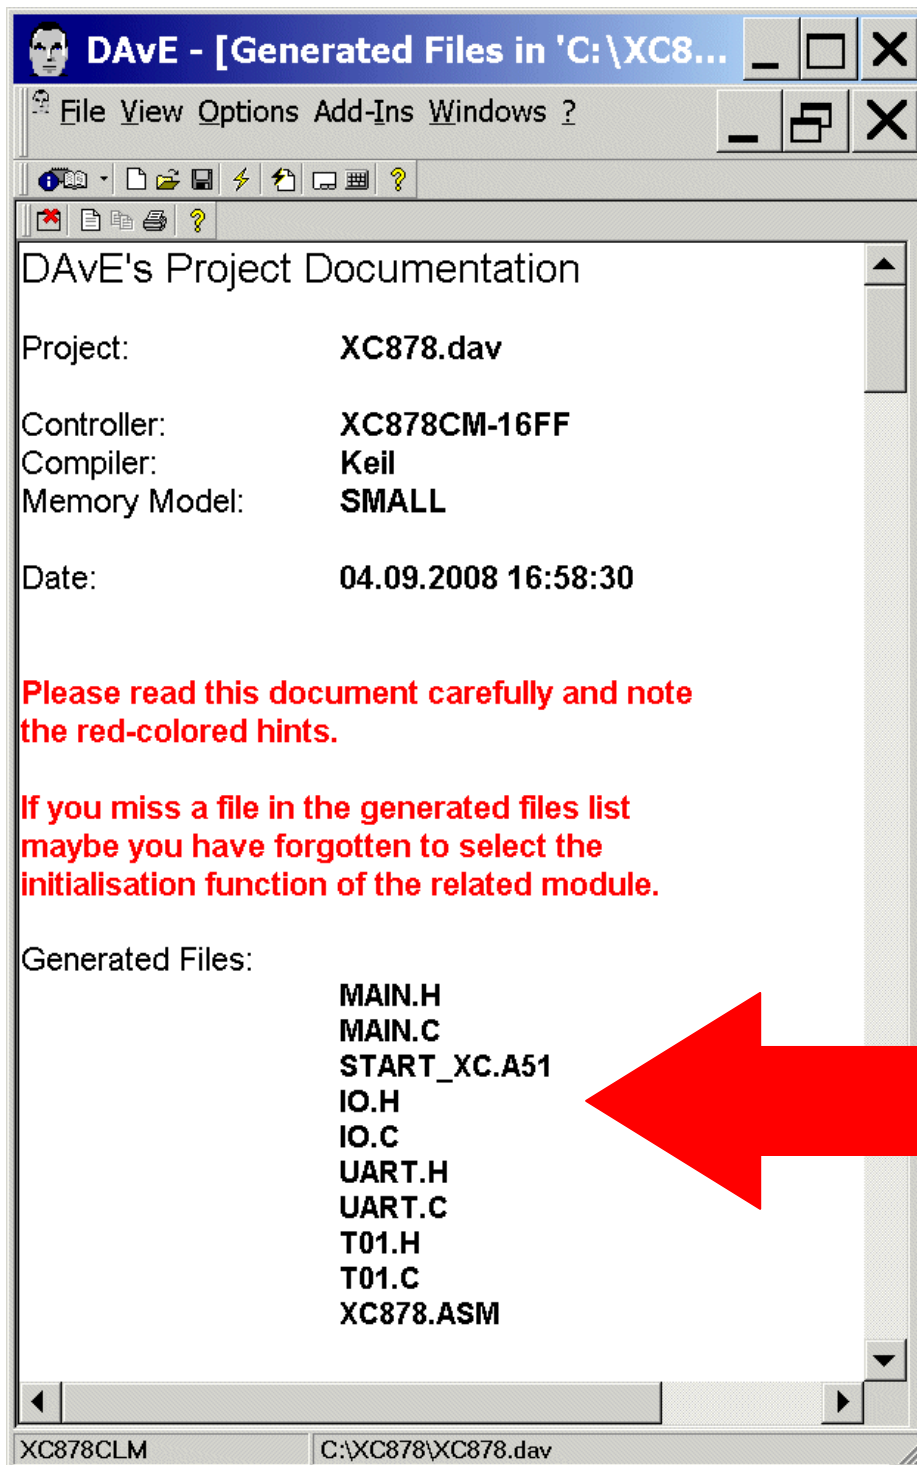 DAvE - [Generated Files in 'C:\XC8...
File View Options Add-Ins Windows ?
DAvE's Project Documentation
Project: XC878.dav
Controller: XC878CM-16FF
Compiler: Keil
Memory Model: SMALL
Date: 04.09.2008 16:58:30
Please read this document carefully and note
the red-colored hints.
If you miss a file in the generated files list
maybe you have forgotten to select the
initialisation function of the related module.
Generated Files:
MAIN.H
MAIN.C
START_XC.A51
IO.H
IO.C
UART.H
UART.C
T01.H
T01.C
XC878.ASM
XC878CLM C:\XC878\XC878.dav